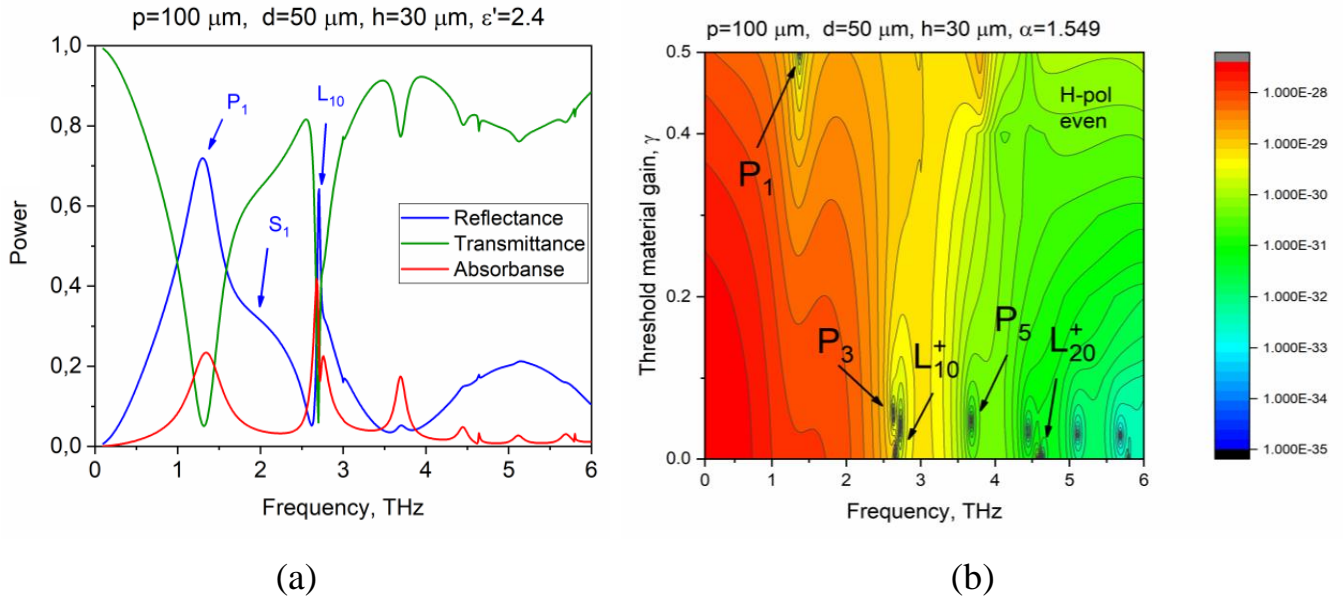 p=100 μm, d=50 μm, h=30 μm, ε'=2.4
1,0
0,8
0,6
0,4
0,2
0,0
Power
P1
L10
S1
Reflectance
Transmittance
Absorbanse
0 1 2 3 4 5 6
Frequency, THz
(a)
p=100 μm, d=50 μm, h=30 μm, α=1.549
0.5
0.4
0.2
0.0
Threshold material gain, γ
H-pol
even
P1
P3
L10+
P5
L20+
0 1 2 3 4 5 6
Frequency, THz
1.000E-28
1.000E-29
1.000E-30
1.000E-31
1.000E-32
1.000E-33
1.000E-34
1.000E-35
(b)